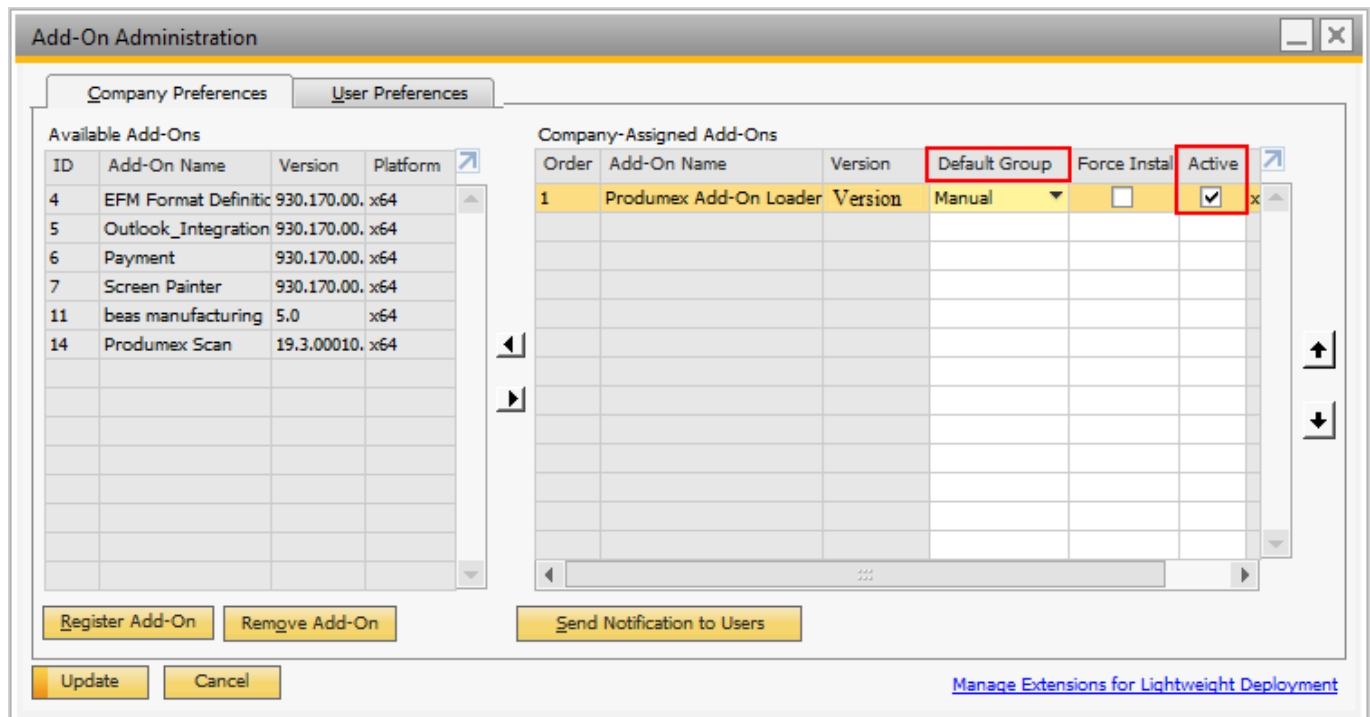 Add-On Administration
Company Preferences User Preferences
Available Add-Ons
ID Add-On Name Version Platform
4 EFM Format Definitic 930.170.00. x64
5 Outlook_Integration 930.170.00. x64
6 Payment 930.170.00. x64
7 Screen Painter 930.170.00. x64
11 beas manufacturing 5.0 x64
14 Produmex Scan 19.3.00010. x64
Company-Assigned Add-Ons
Order Add-On Name Version Default Group Force Instal Active
1 Produmex Add-On Loader Version Manual x
Register Add-On Remove Add-On Send Notification to Users
Update Cancel Manage Extensions for Lightweight Deployment